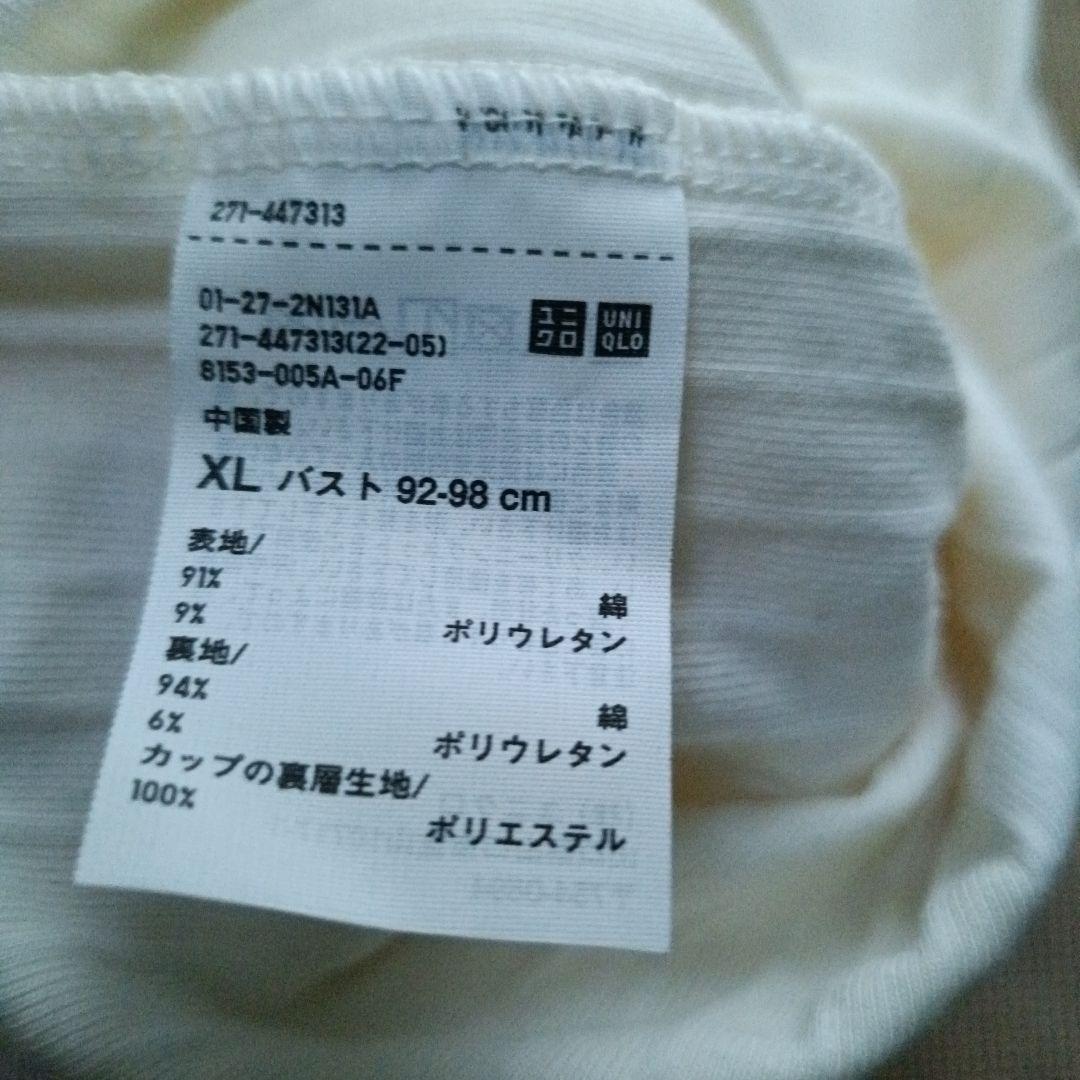 271-447313
01-27-2N131A
271-447313(22-05)
8153-005A-06F
ユニ
クロ
UNI
QLO
中国製
XL バスト 92-98 cm
表地/
91% 綿
9% ポリウレタン
裏地/
94% 綿
6% ポリウレタン
カップの裏層生地/
100% ポリエステル